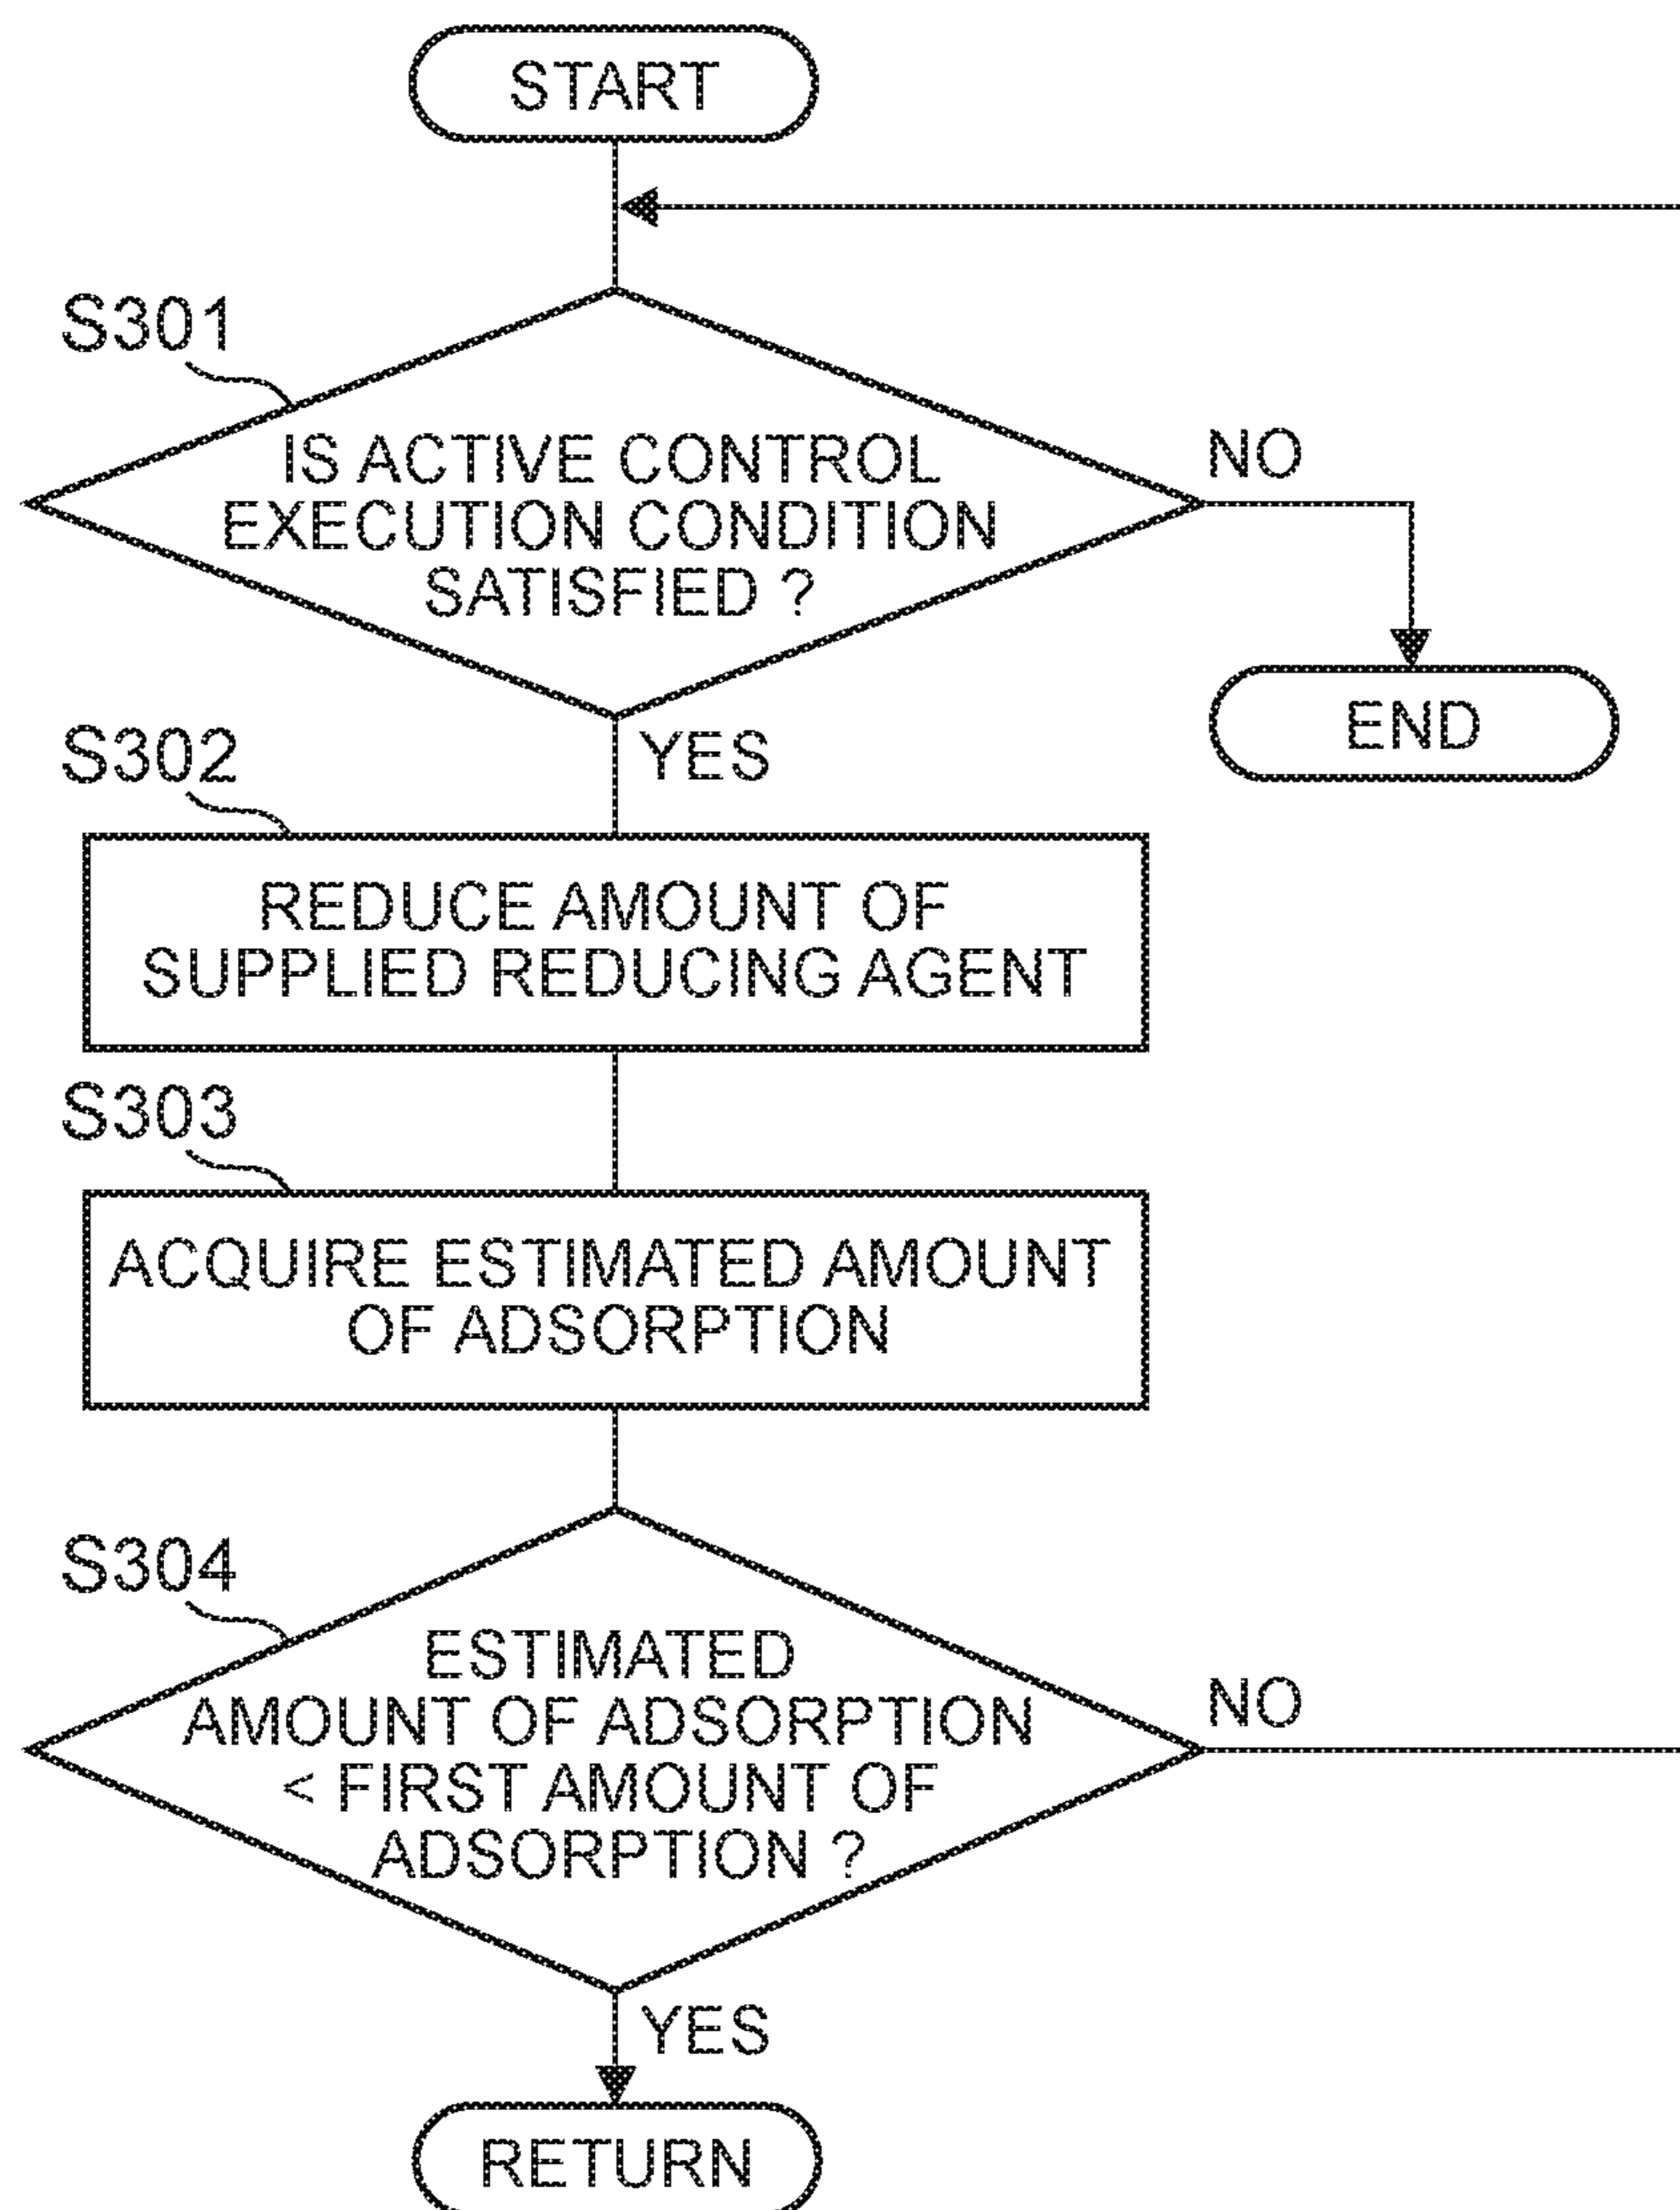 START
S301
IS ACTIVE CONTROL
EXECUTION CONDITION
SATISFIED ?
NO
END
YES
S302
REDUCE AMOUNT OF
SUPPLIED REDUCING AGENT
S303
ACQUIRE ESTIMATED AMOUNT
OF ADSORPTION
S304
ESTIMATED
AMOUNT OF ADSORPTION
< FIRST AMOUNT OF
ADSORPTION ?
NO
YES
RETURN